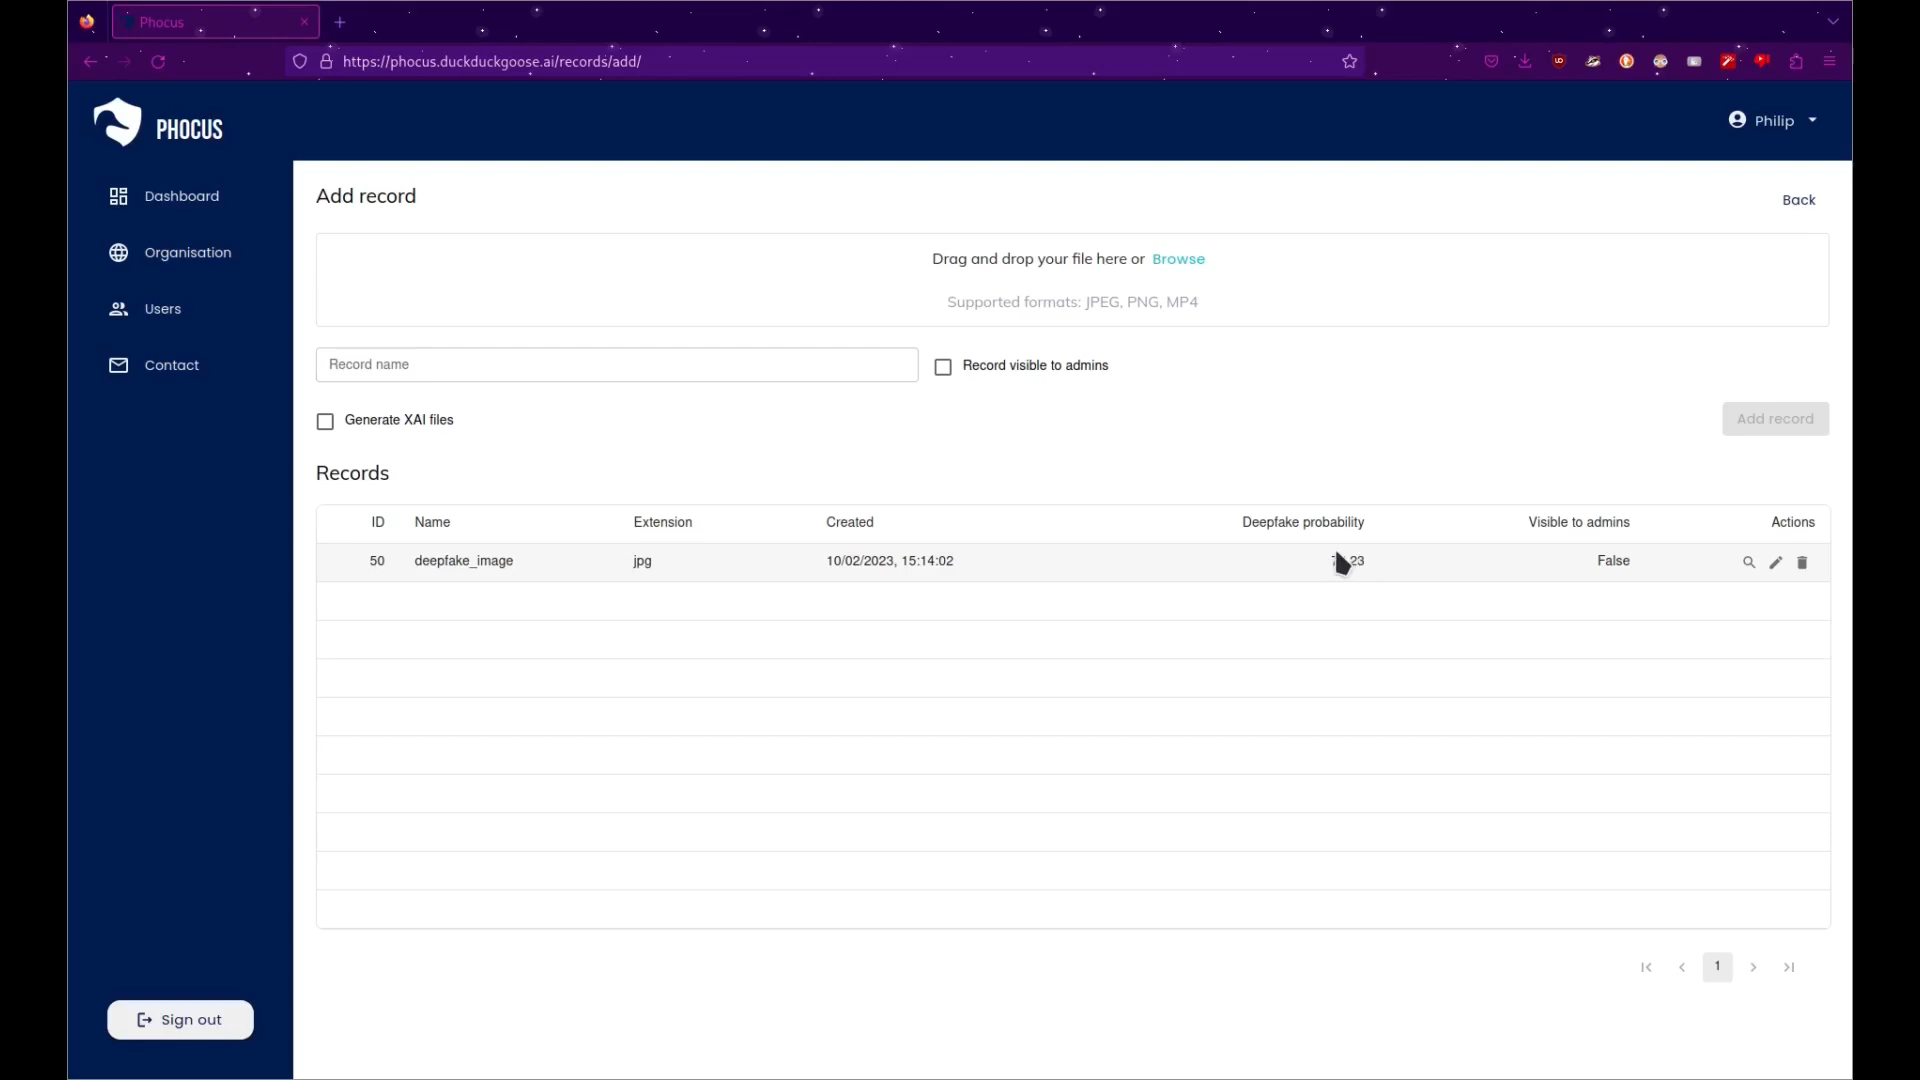 Phocus
https://phocus.duckduckgoose.ai/records/add/
PHOCUS
Philip
Dashboard
Organisation
Users
Contact
Sign out
Add record
Back
Drag and drop your file here or Browse
Supported formats: JPEG, PNG, MP4
Record name
Record visible to admins
Generate XAI files
Add record
Records
ID Name Extension Created Deepfake probability Visible to admins Actions
50 deepfake_image jpg 10/02/2023, 15:14:02 False
1